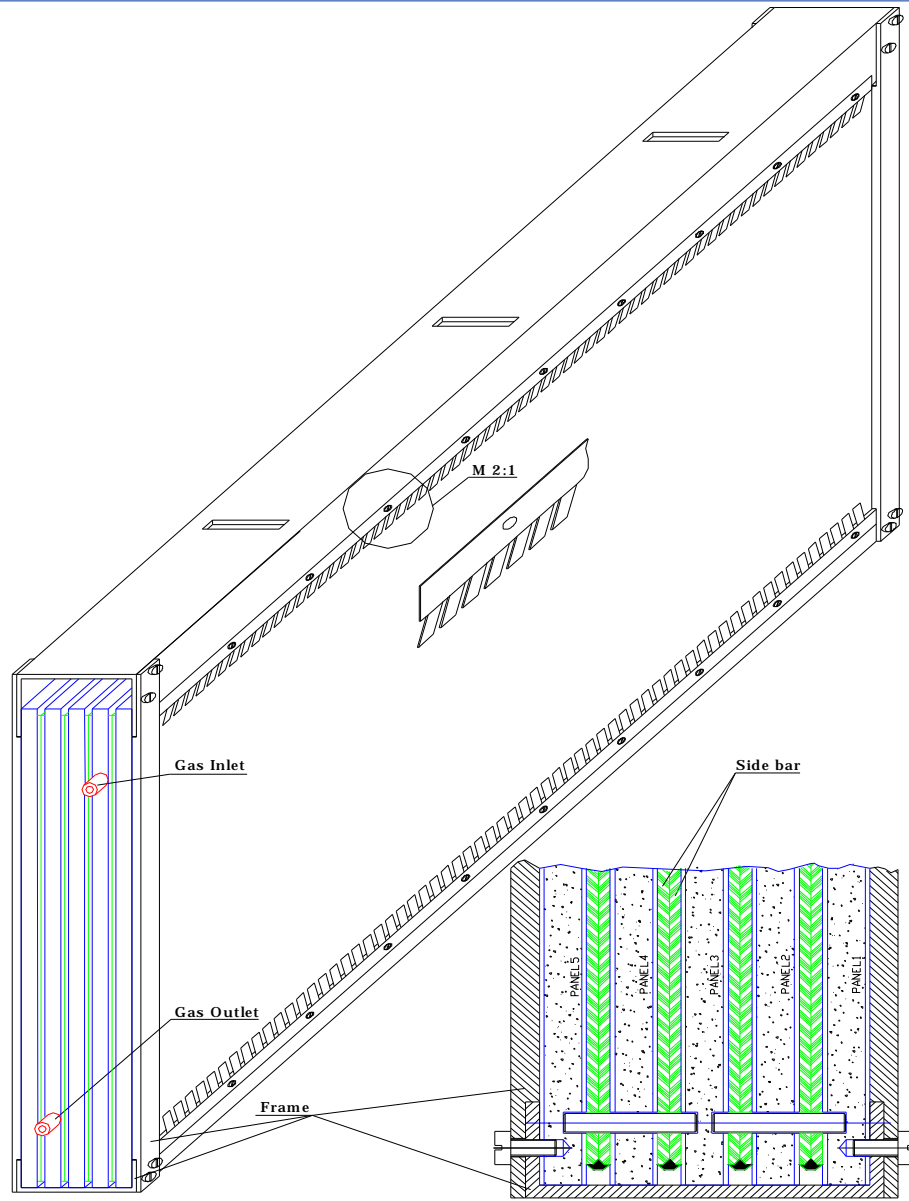 M 2:1
Gas Inlet
Side bar
PANEL5
PANEL4
PANEL3
PANEL2
PANEL1
Gas Outlet
Frame